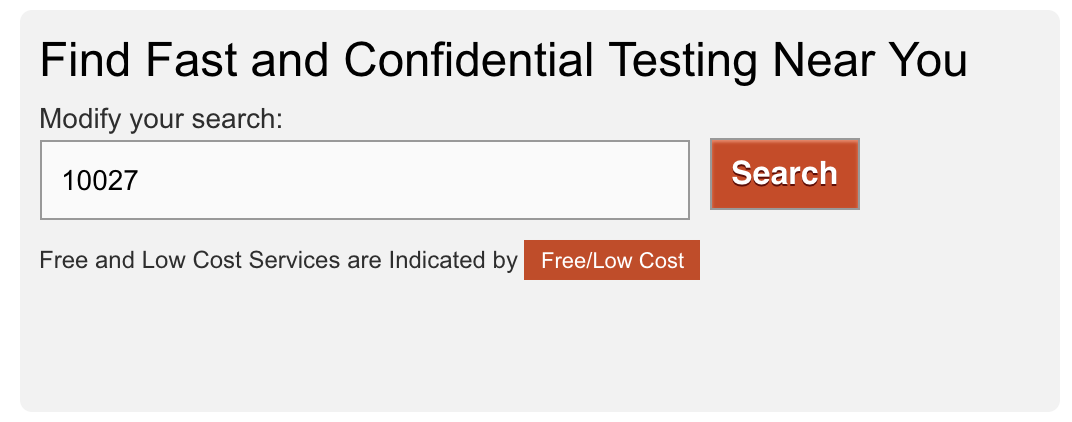 Find Fast and Confidential Testing Near You
Modify your search:
10027
Search
Free and Low Cost Services are Indicated by Free/Low Cost